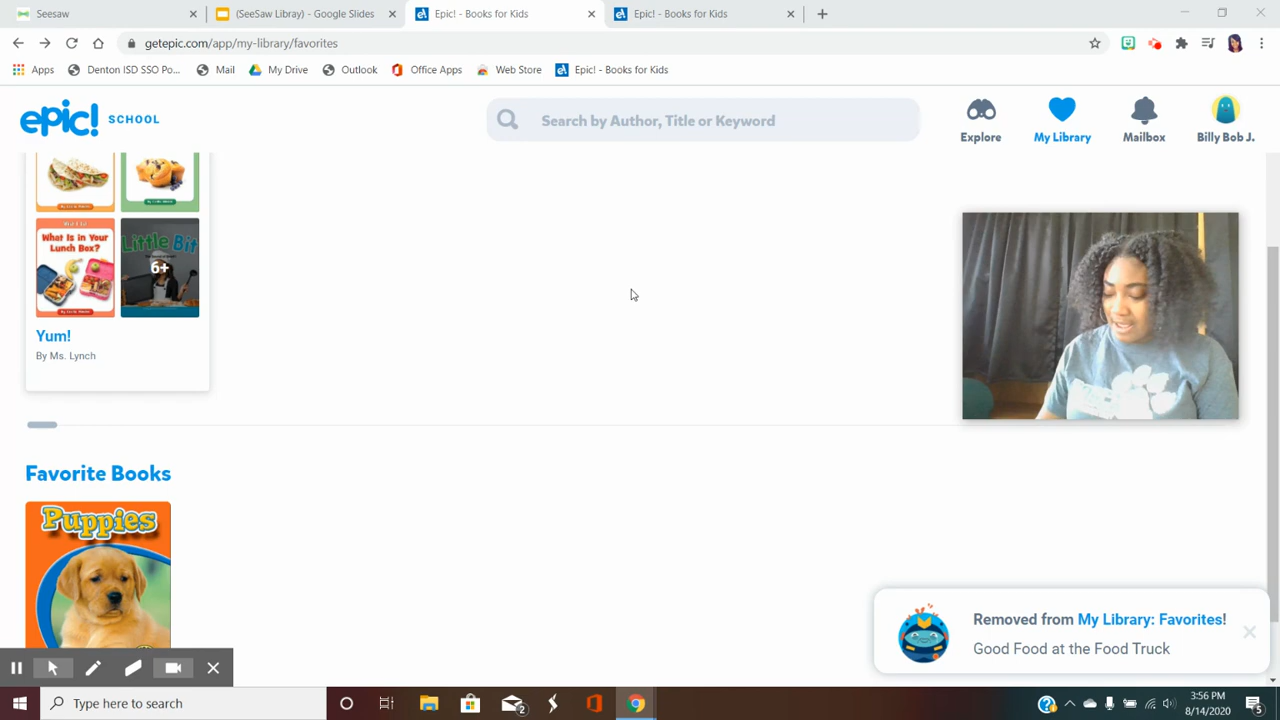 Seesaw
(SeeSaw Libray) - Google Slides
Epic! - Books for Kids
Epic! - Books for Kids
getepic.com/app/my-library/favorites
Apps
Denton ISD SSO Po...
Mail
My Drive
Outlook
Office Apps
Web Store
Epic! - Books for Kids
epic! SCHOOL
Search by Author, Title or Keyword
Explore
My Library
Mailbox
Billy Bob J.
What Is in Your
Lunch Box?
Little Bit
6+
Yum!
By Ms. Lynch
Favorite Books
Puppies
Removed from My Library: Favorites!
Good Food at the Food Truck
Type here to search
2
3:56 PM
8/14/2020
5